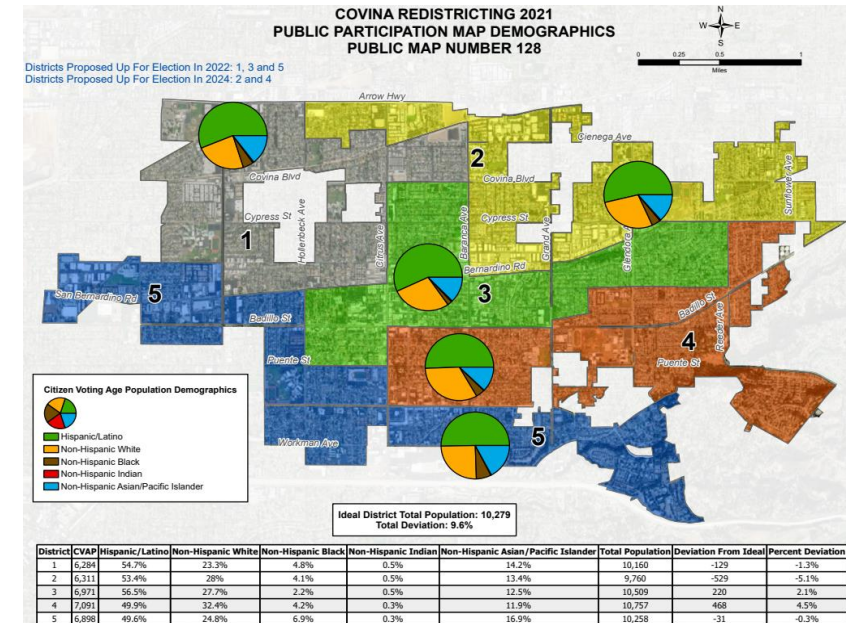 COVINA REDISTRICTING 2021
PUBLIC PARTICIPATION MAP DEMOGRAPHICS
PUBLIC MAP NUMBER 128
N
W E
S
0 0.25 0.5 1
Miles
Districts Proposed Up For Election In 2022: 1, 3 and 5
Districts Proposed Up For Election In 2024: 2 and 4
Arrow Hwy
Cienega Ave
2
Covina Blvd
Covina Blvd
Sunflower Ave
Cypress St
Cypress St
Hollenbeck Ave
Citrus Ave
Barranca Ave
Grand Ave
Glendora
1
Bernardino Rd
5
San Bernardino Rd
3
Badillo St
Badillo St
Reeder Ave
4
Puente St
Puente St
Workman Ave
5
Citizen Voting Age Population Demographics
Hispanic/Latino
Non-Hispanic White
Non-Hispanic Black
Non-Hispanic Indian
Non-Hispanic Asian/Pacific Islander
Ideal District Total Population: 10,279
Total Deviation: 9.6%
District CVAP Hispanic/Latino Non-Hispanic White Non-Hispanic Black Non-Hispanic Indian Non-Hispanic Asian/Pacific Islander Total Population Deviation From Ideal Percent Deviation
1 6,284 54.7% 23.3% 4.8% 0.5% 14.2% 10,160 -129 -1.3%
2 6,311 53.4% 28% 4.1% 0.5% 13.4% 9,760 -529 -5.1%
3 6,971 56.5% 27.7% 2.2% 0.5% 12.5% 10,509 220 2.1%
4 7,091 49.9% 32.4% 4.2% 0.3% 11.9% 10,757 468 4.5%
5 6,898 49.6% 24.8% 6.9% 0.3% 16.9% 10,258 -31 -0.3%